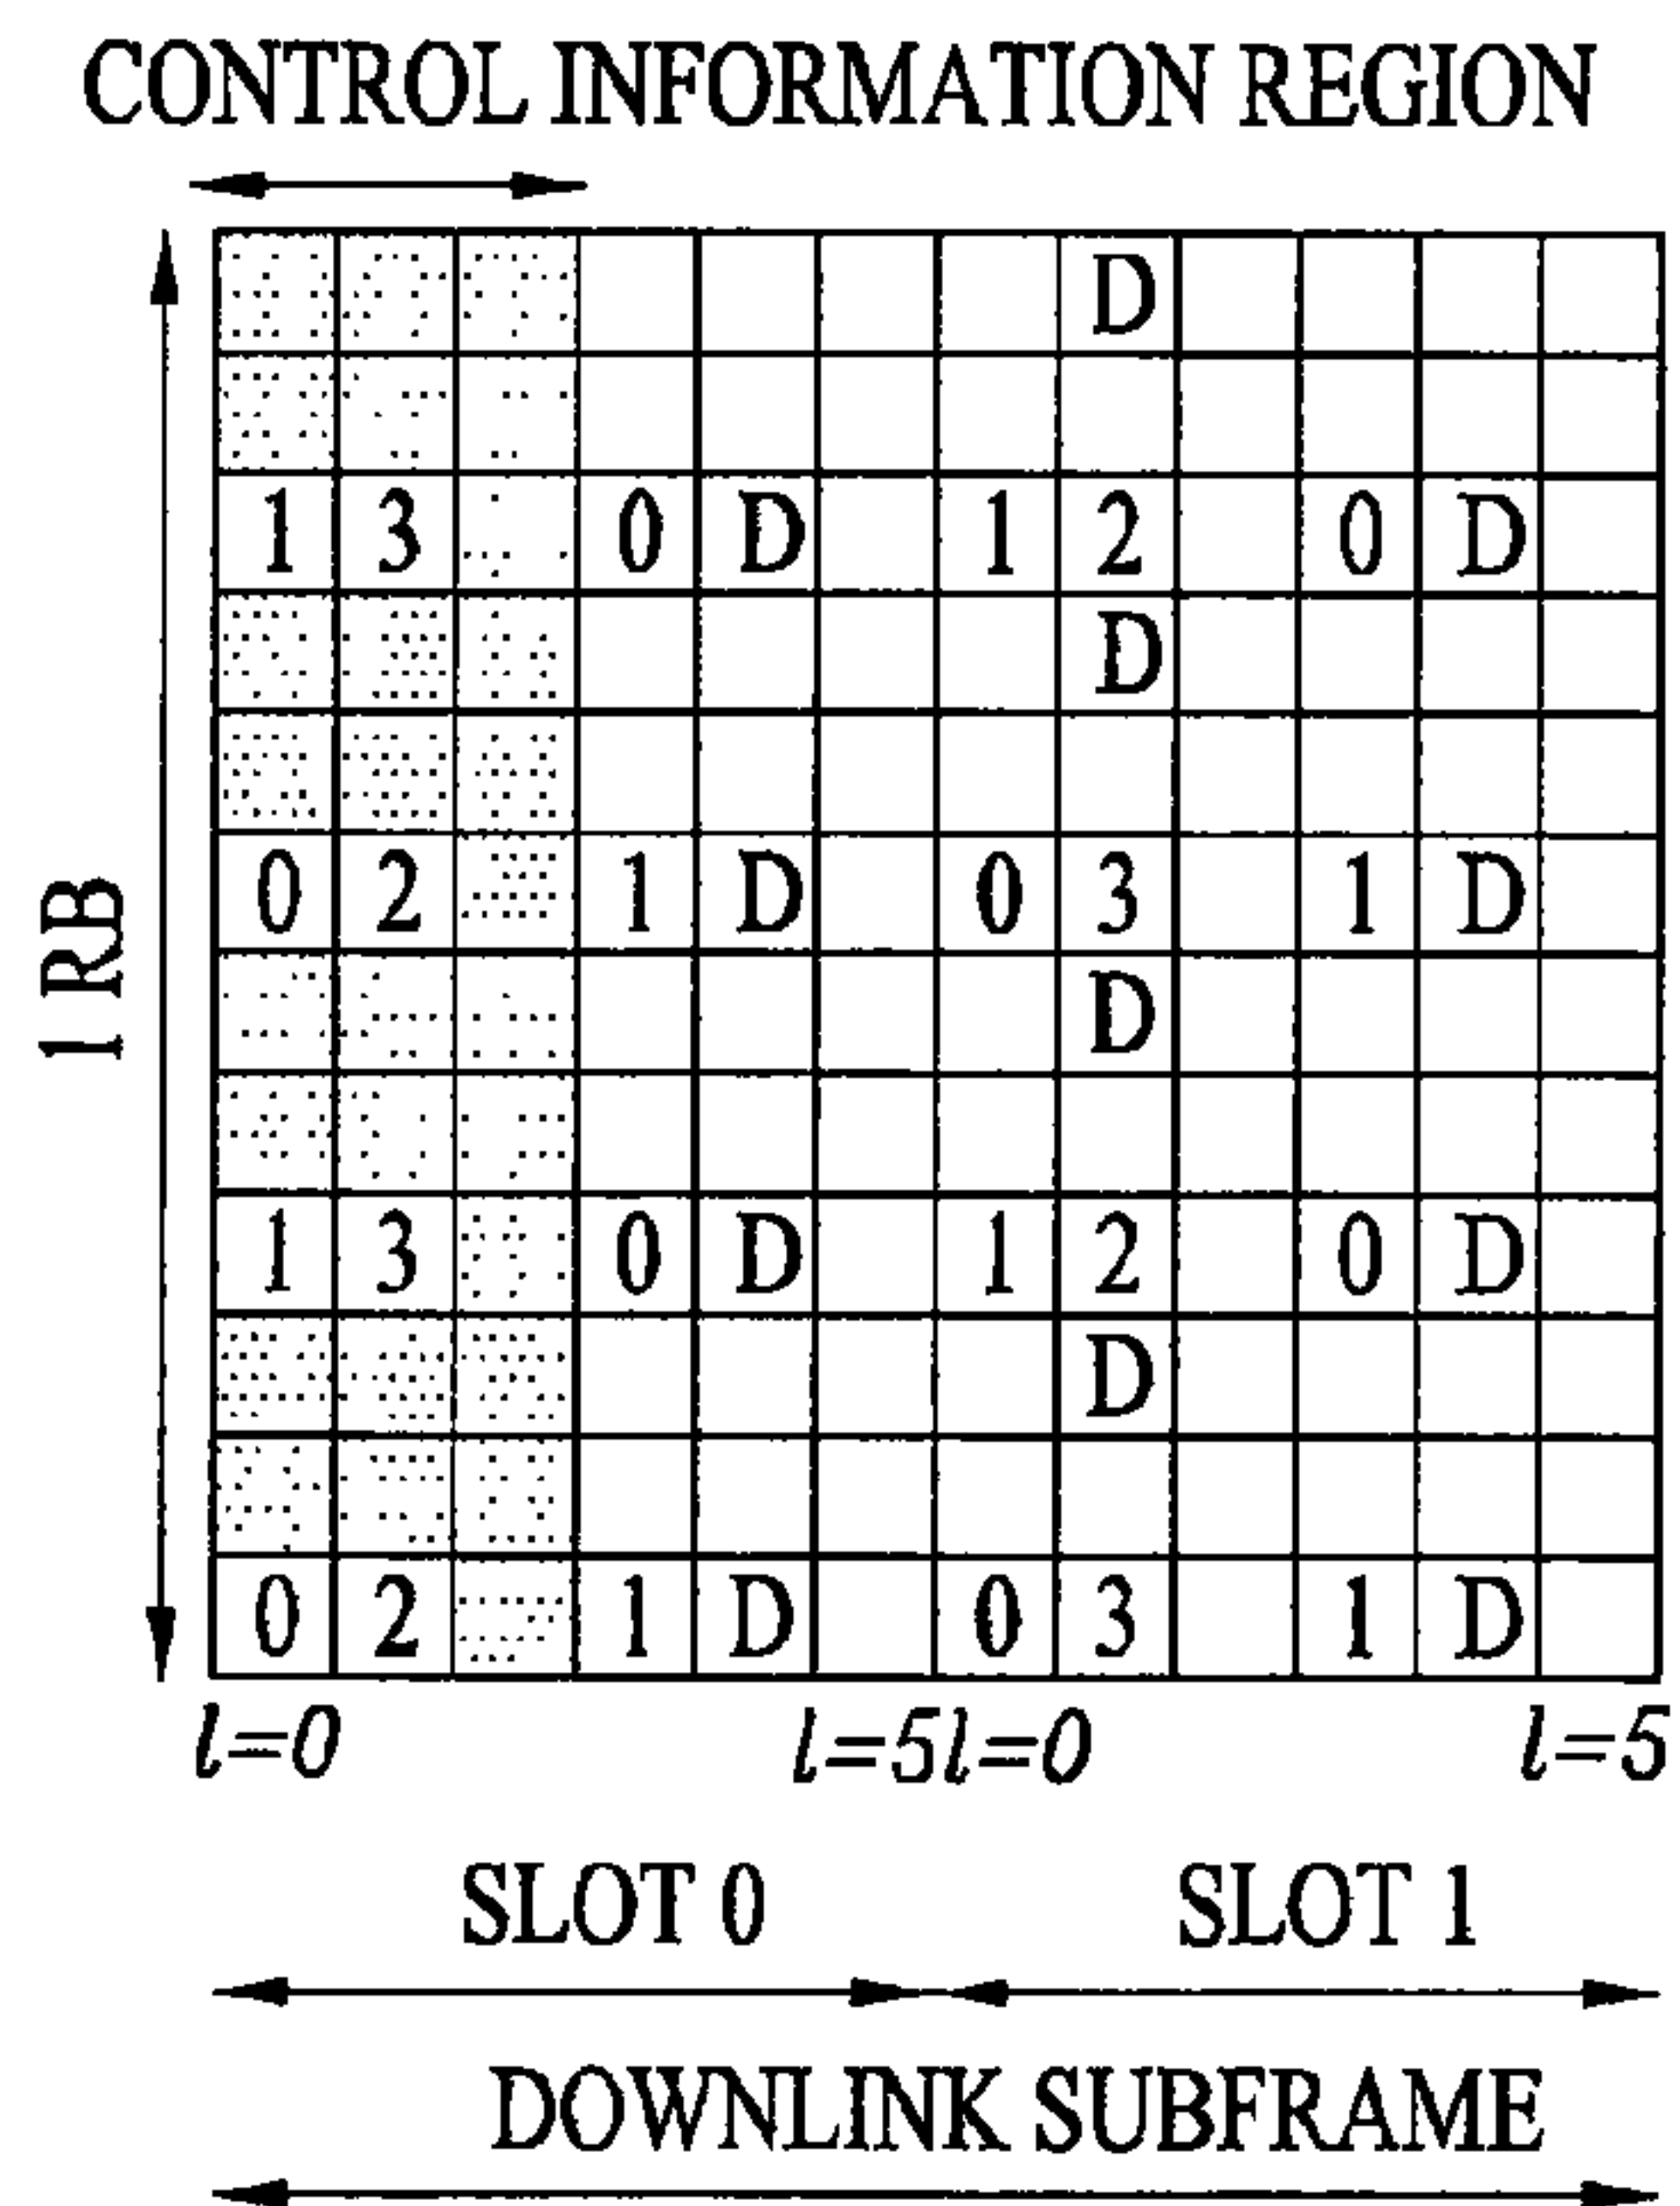 CONTROL INFORMATION REGION
D
1 3 0 D 1 2 0 D
D
0 2 1 D 0 3 1 D
D
1 3 0 D 1 2 0 D
D
0 2 1 D 0 3 1 D
1 RB
l=0 l=5 l=0 l=5
SLOT 0 SLOT 1
DOWNLINK SUBFRAME